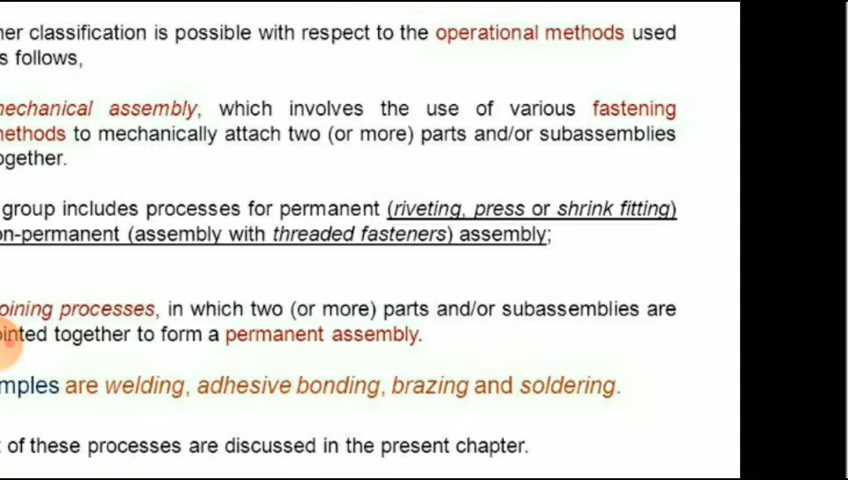 her classification is possible with respect to the operational methods used
s follows,
mechanical assembly, which involves the use of various fastening
methods to mechanically attach two (or more) parts and/or subassemblies
ogether.
group includes processes for permanent (riveting, press or shrink fitting)
on-permanent (assembly with threaded fasteners) assembly;
oining processes, in which two (or more) parts and/or subassemblies are
ointed together to form a permanent assembly.
mples are welding, adhesive bonding, brazing and soldering.
of these processes are discussed in the present chapter.